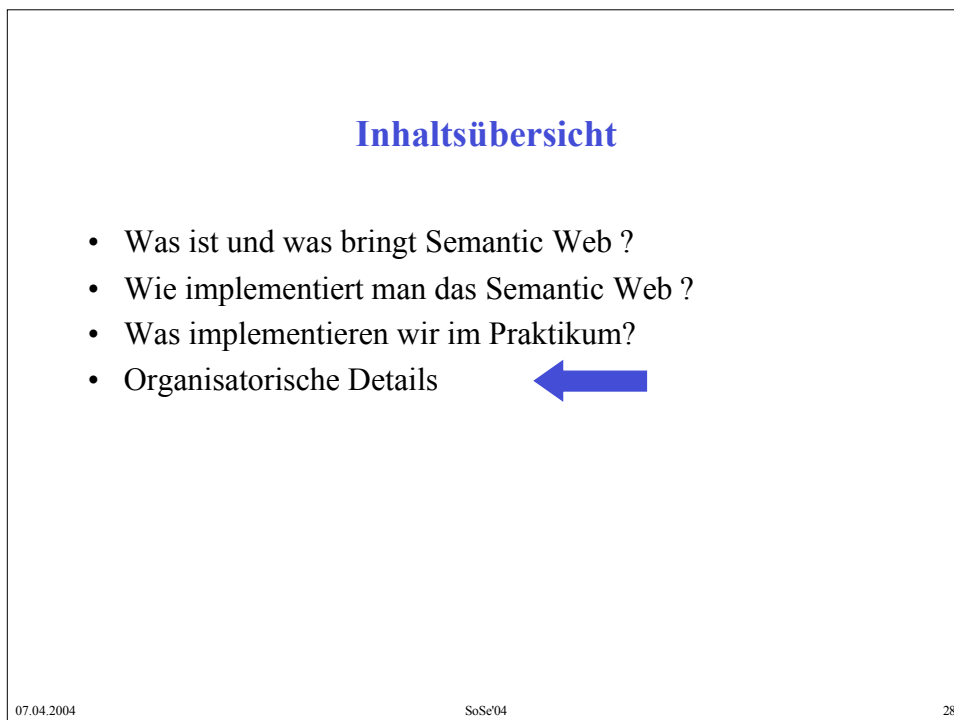 Inhaltsübersicht
• Was ist und was bringt Semantic Web ?
• Wie implementiert man das Semantic Web ?
• Was implementieren wir im Praktikum?
• Organisatorische Details
07.04.2004 SoSe'04 28